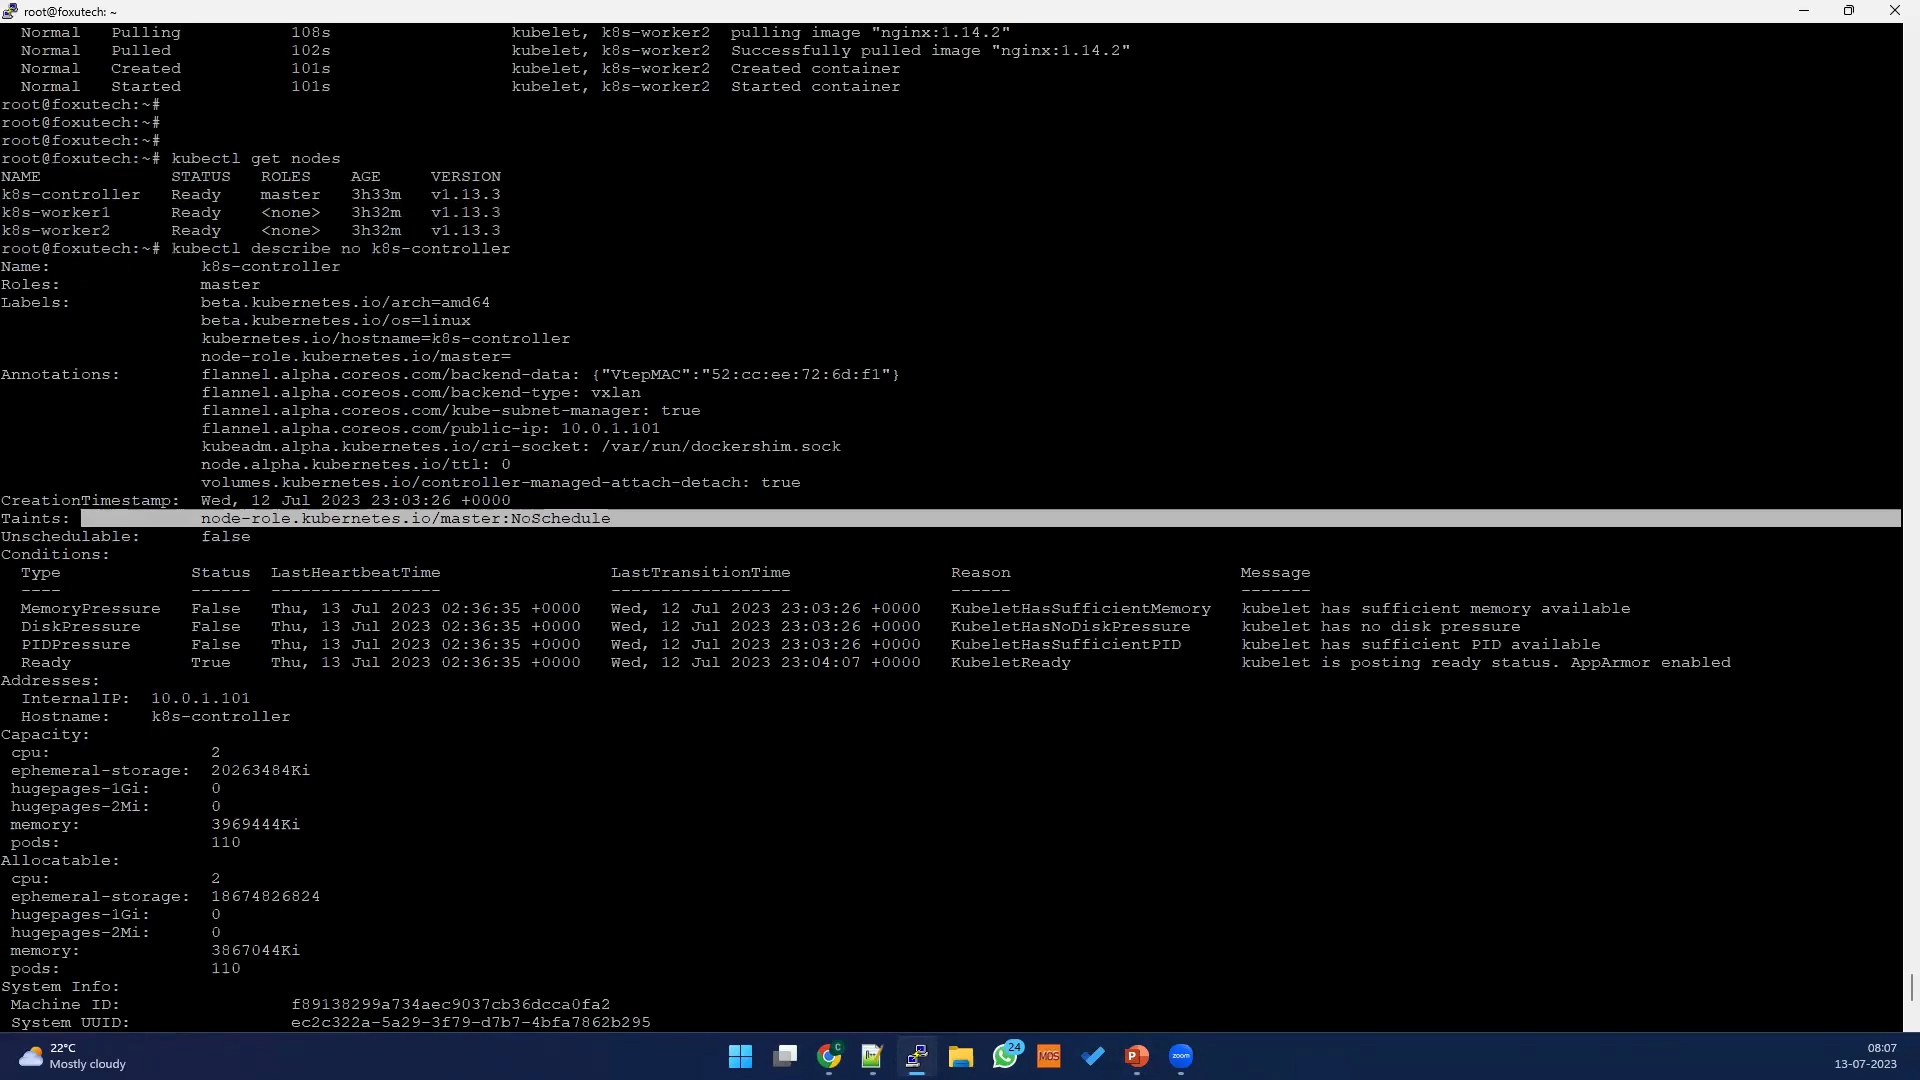 root@foxutech: ~
Normal Pulling 108s kubelet, k8s-worker2 pulling image "nginx:1.14.2"
Normal Pulled 102s kubelet, k8s-worker2 Successfully pulled image "nginx:1.14.2"
Normal Created 101s kubelet, k8s-worker2 Created container
Normal Started 101s kubelet, k8s-worker2 Started container
root@foxutech:~#
root@foxutech:~#
root@foxutech:~#
root@foxutech:~# kubectl get nodes
NAME STATUS ROLES AGE VERSION
k8s-controller Ready master 3h33m v1.13.3
k8s-worker1 Ready <none> 3h32m v1.13.3
k8s-worker2 Ready <none> 3h32m v1.13.3
root@foxutech:~# kubectl describe no k8s-controller
Name: k8s-controller
Roles: master
Labels: beta.kubernetes.io/arch=amd64
beta.kubernetes.io/os=linux
kubernetes.io/hostname=k8s-controller
node-role.kubernetes.io/master=
Annotations: flannel.alpha.coreos.com/backend-data: {"VtepMAC":"52:cc:ee:72:6d:f1"}
flannel.alpha.coreos.com/backend-type: vxlan
flannel.alpha.coreos.com/kube-subnet-manager: true
flannel.alpha.coreos.com/public-ip: 10.0.1.101
kubeadm.alpha.kubernetes.io/cri-socket: /var/run/dockershim.sock
node.alpha.kubernetes.io/ttl: 0
volumes.kubernetes.io/controller-managed-attach-detach: true
CreationTimestamp: Wed, 12 Jul 2023 23:03:26 +0000
Taints: node-role.kubernetes.io/master:NoSchedule
Unschedulable: false
Conditions:
Type Status LastHeartbeatTime LastTransitionTime Reason Message
---- ------ ----------------- ------------------ ------ -------
MemoryPressure False Thu, 13 Jul 2023 02:36:35 +0000 Wed, 12 Jul 2023 23:03:26 +0000 KubeletHasSufficientMemory kubelet has sufficient memory available
DiskPressure False Thu, 13 Jul 2023 02:36:35 +0000 Wed, 12 Jul 2023 23:03:26 +0000 KubeletHasNoDiskPressure kubelet has no disk pressure
PIDPressure False Thu, 13 Jul 2023 02:36:35 +0000 Wed, 12 Jul 2023 23:03:26 +0000 KubeletHasSufficientPID kubelet has sufficient PID available
Ready True Thu, 13 Jul 2023 02:36:35 +0000 Wed, 12 Jul 2023 23:04:07 +0000 KubeletReady kubelet is posting ready status. AppArmor enabled
Addresses:
InternalIP: 10.0.1.101
Hostname: k8s-controller
Capacity:
cpu: 2
ephemeral-storage: 20263484Ki
hugepages-1Gi: 0
hugepages-2Mi: 0
memory: 3969444Ki
pods: 110
Allocatable:
cpu: 2
ephemeral-storage: 18674826824
hugepages-1Gi: 0
hugepages-2Mi: 0
memory: 3867044Ki
pods: 110
System Info:
Machine ID: f89138299a734aec9037cb36dcca0fa2
System UUID: ec2c322a-5a29-3f79-d7b7-4bfa7862b295
22°C
Mostly cloudy
C
24
MOS
P
zoom
08:07
13-07-2023